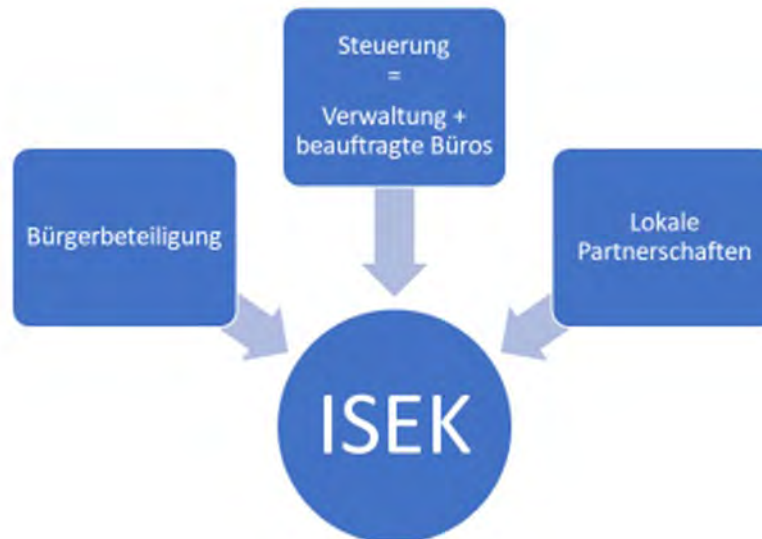 Steuerung
=
Verwaltung +
beauftragte Büros
Bürgerbeteiligung
Lokale
Partnerschaften
ISEK